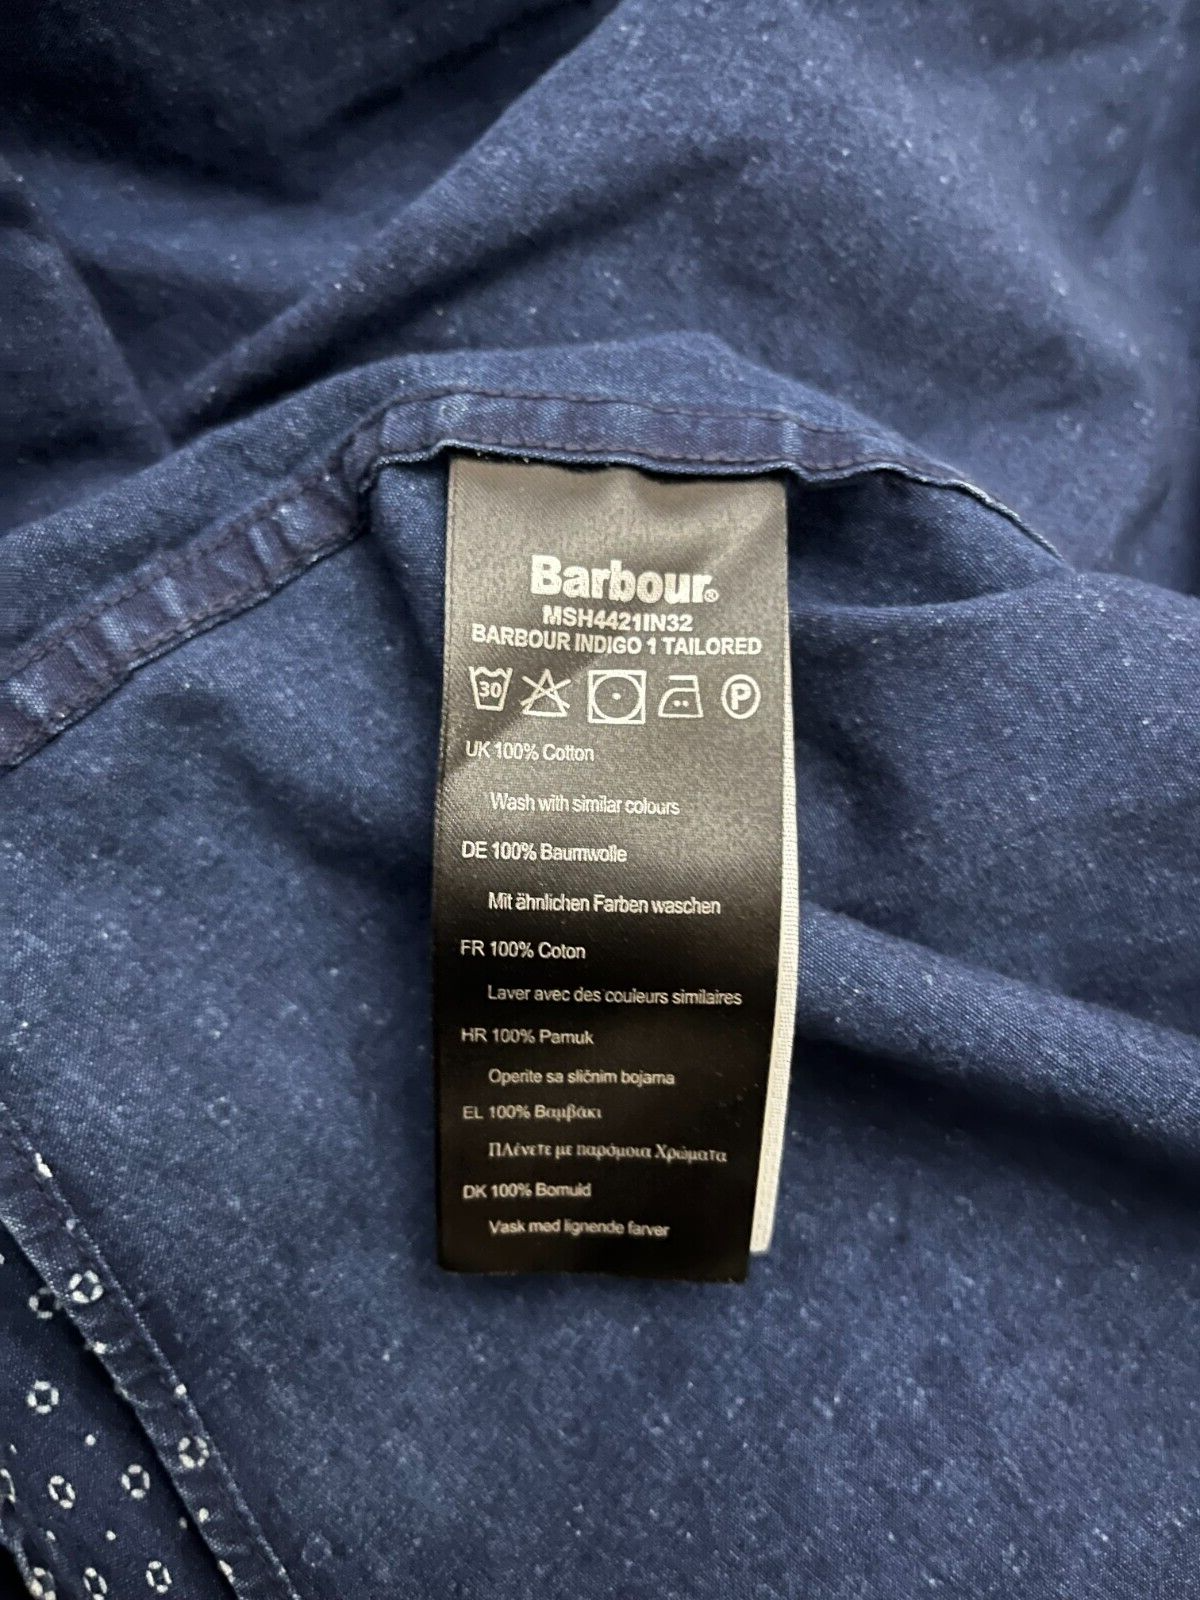 Barbour®
MSH4421IN32
BARBOUR INDIGO 1 TAILORED
30 P
UK 100% Cotton
Wash with similar colours
DE 100% Baumwolle
Mit ähnlichen Farben waschen
FR 100% Coton
Laver avec des couleurs similaires
HR 100% Pamuk
Operite sa sličnim bojama
EL 100% Βαμβάκι
ΠΛένετε με παρόμοια Χρώματα
DK 100% Bomuld
Vask med lignende farver